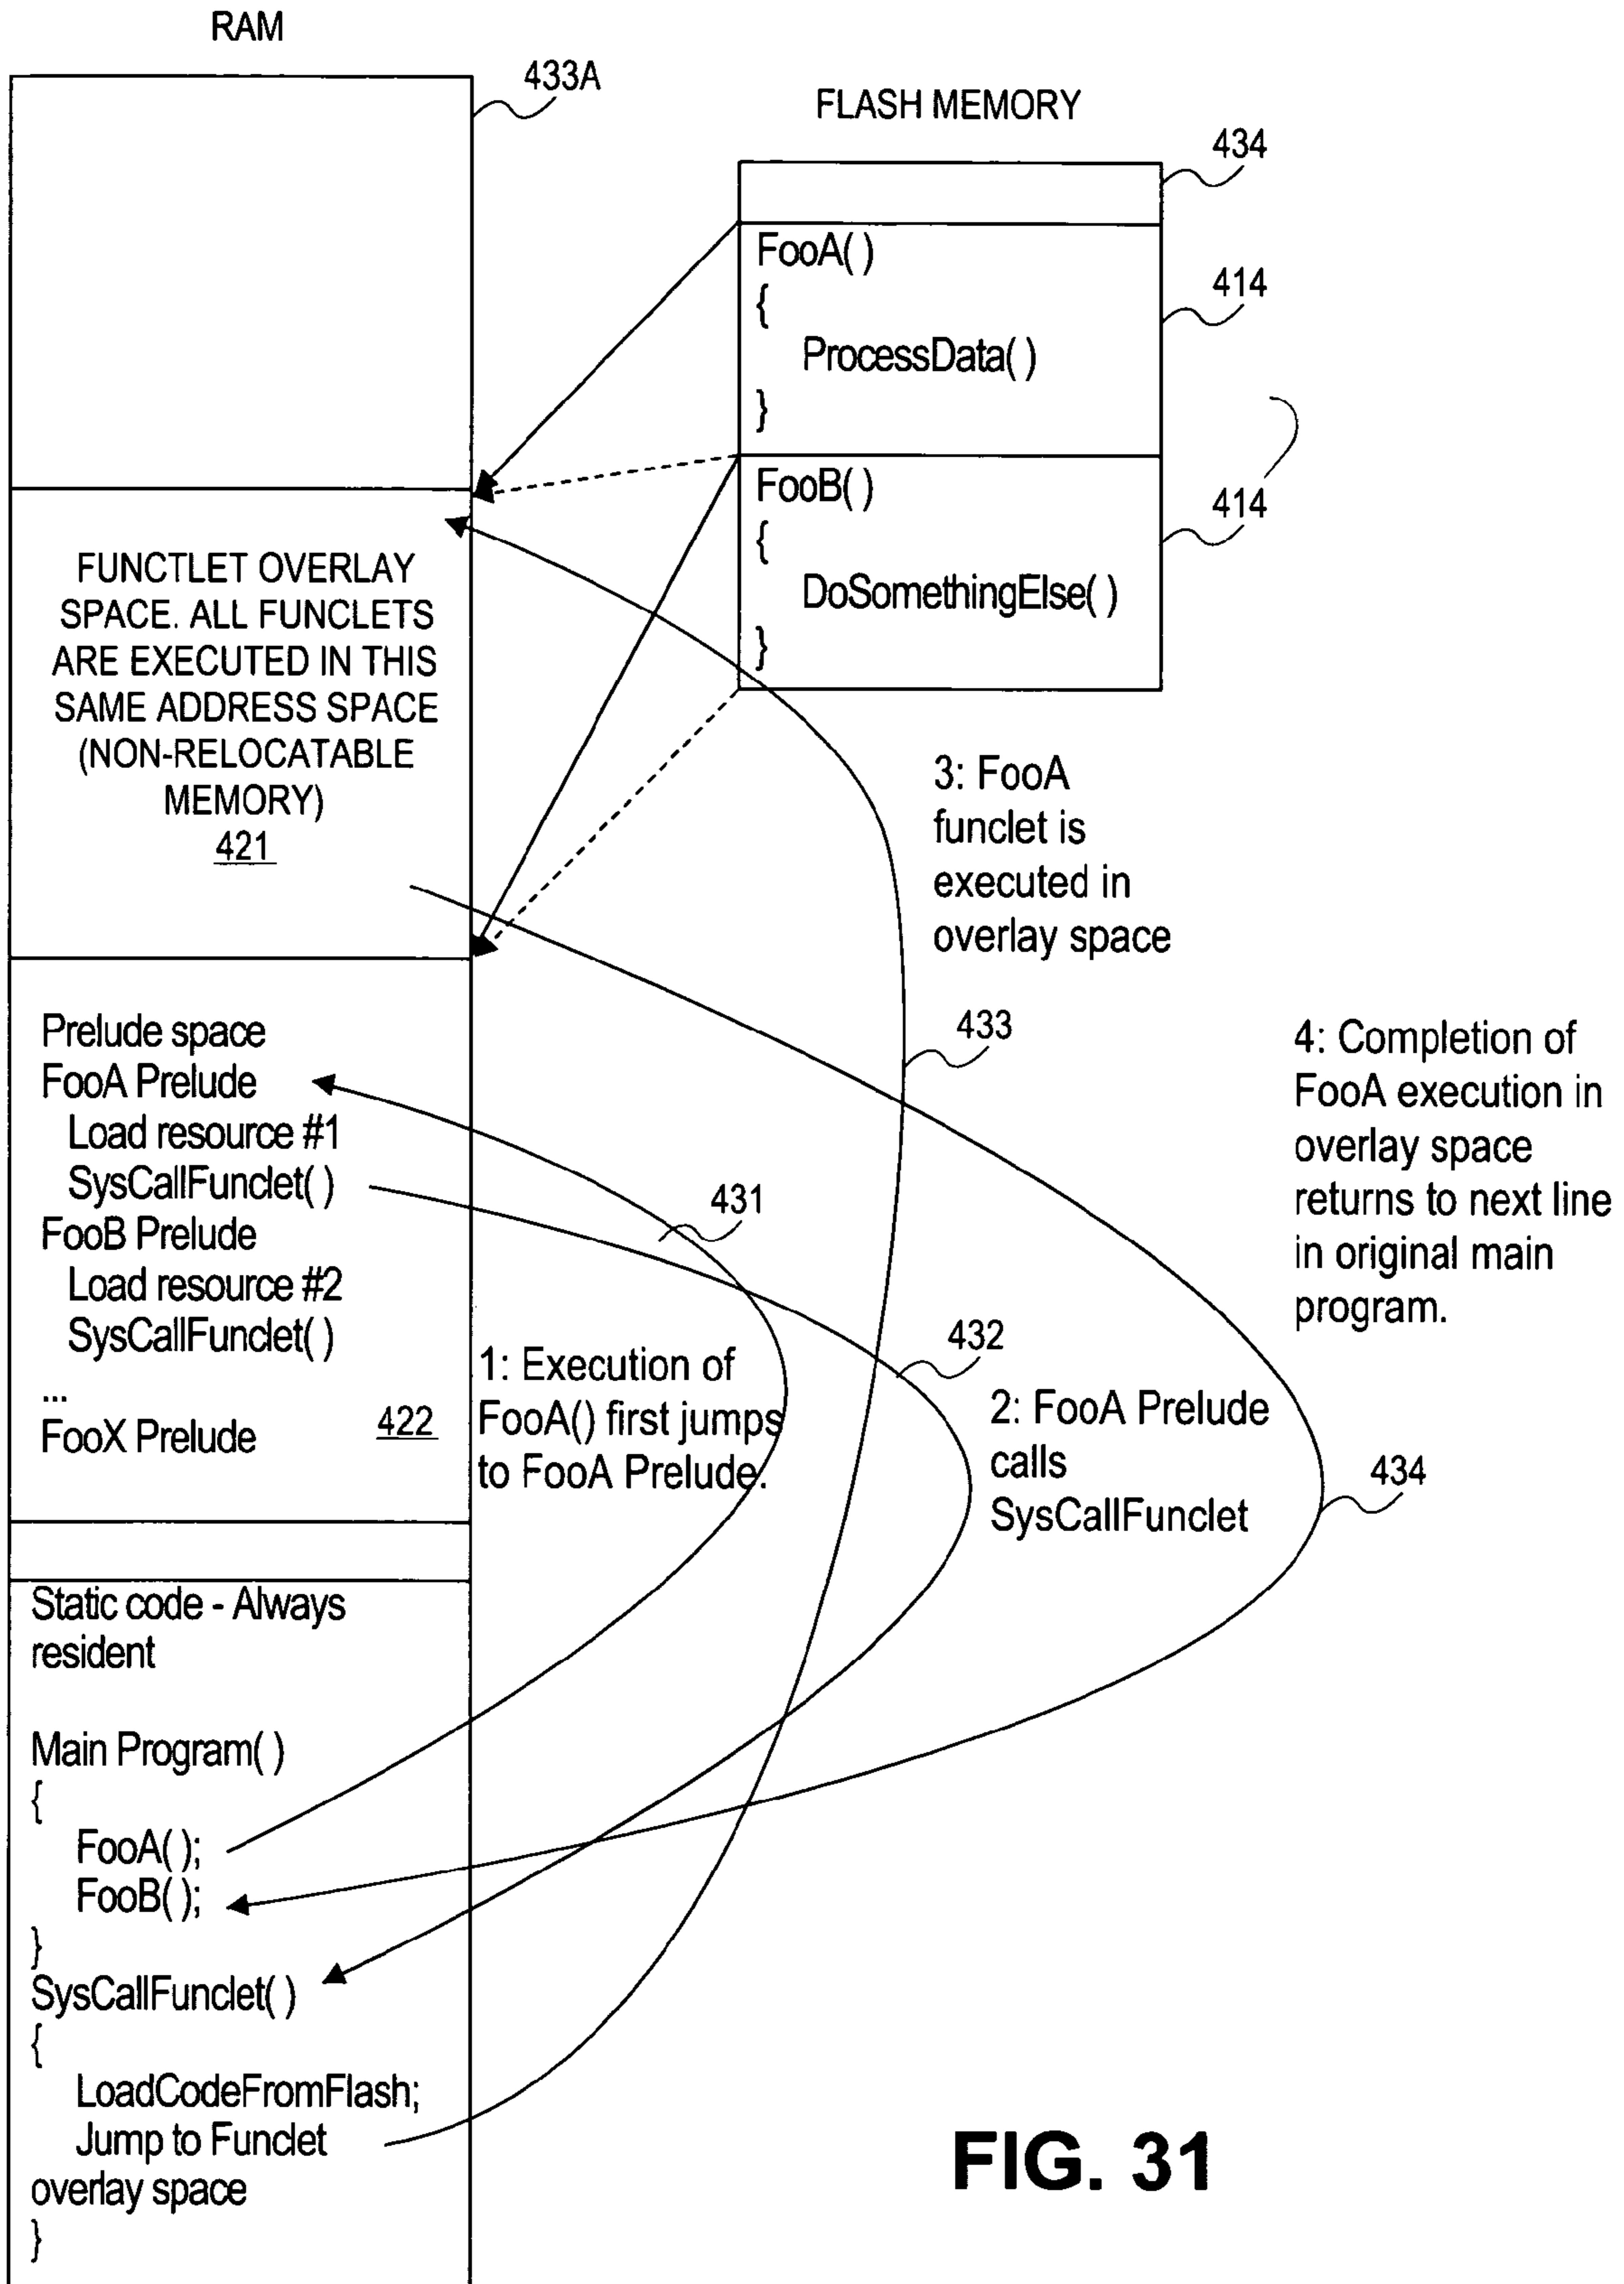 RAM
433A
FLASH MEMORY
434
FooA( )
{
ProcessData( )
}
414
FooB( )
{
DoSomethingElse( )
}
414
FUNCTLET OVERLAY
SPACE. ALL FUNCLETS
ARE EXECUTED IN THIS
SAME ADDRESS SPACE
(NON-RELOCATABLE
MEMORY)
421
3: FooA
funclet is
executed in
overlay space
433
4: Completion of
FooA execution in
overlay space
returns to next line
in original main
program.
Prelude space
FooA Prelude
Load resource #1
SysCallFunclet( )
FooB Prelude
Load resource #2
SysCallFunclet( )
...
FooX Prelude
422
431
1: Execution of
FooA() first jumps
to FooA Prelude.
432
2: FooA Prelude
calls
SysCallFunclet
434
Static code - Always
resident
Main Program( )
{
FooA( );
FooB( );
}
SysCallFunclet( )
{
LoadCodeFromFlash;
Jump to Funclet
overlay space
}
FIG. 31